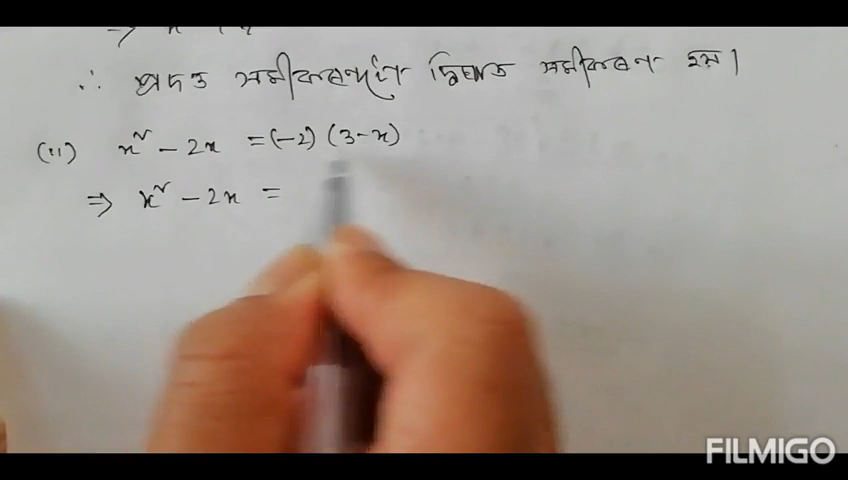 ∴ প্ৰদত্ত সমীকৰণটো দ্বিঘাত সমীকৰণ হয়।
(ii) x² - 2x = (-2) (3-x)
⇒ x² - 2x =
FILMIGO